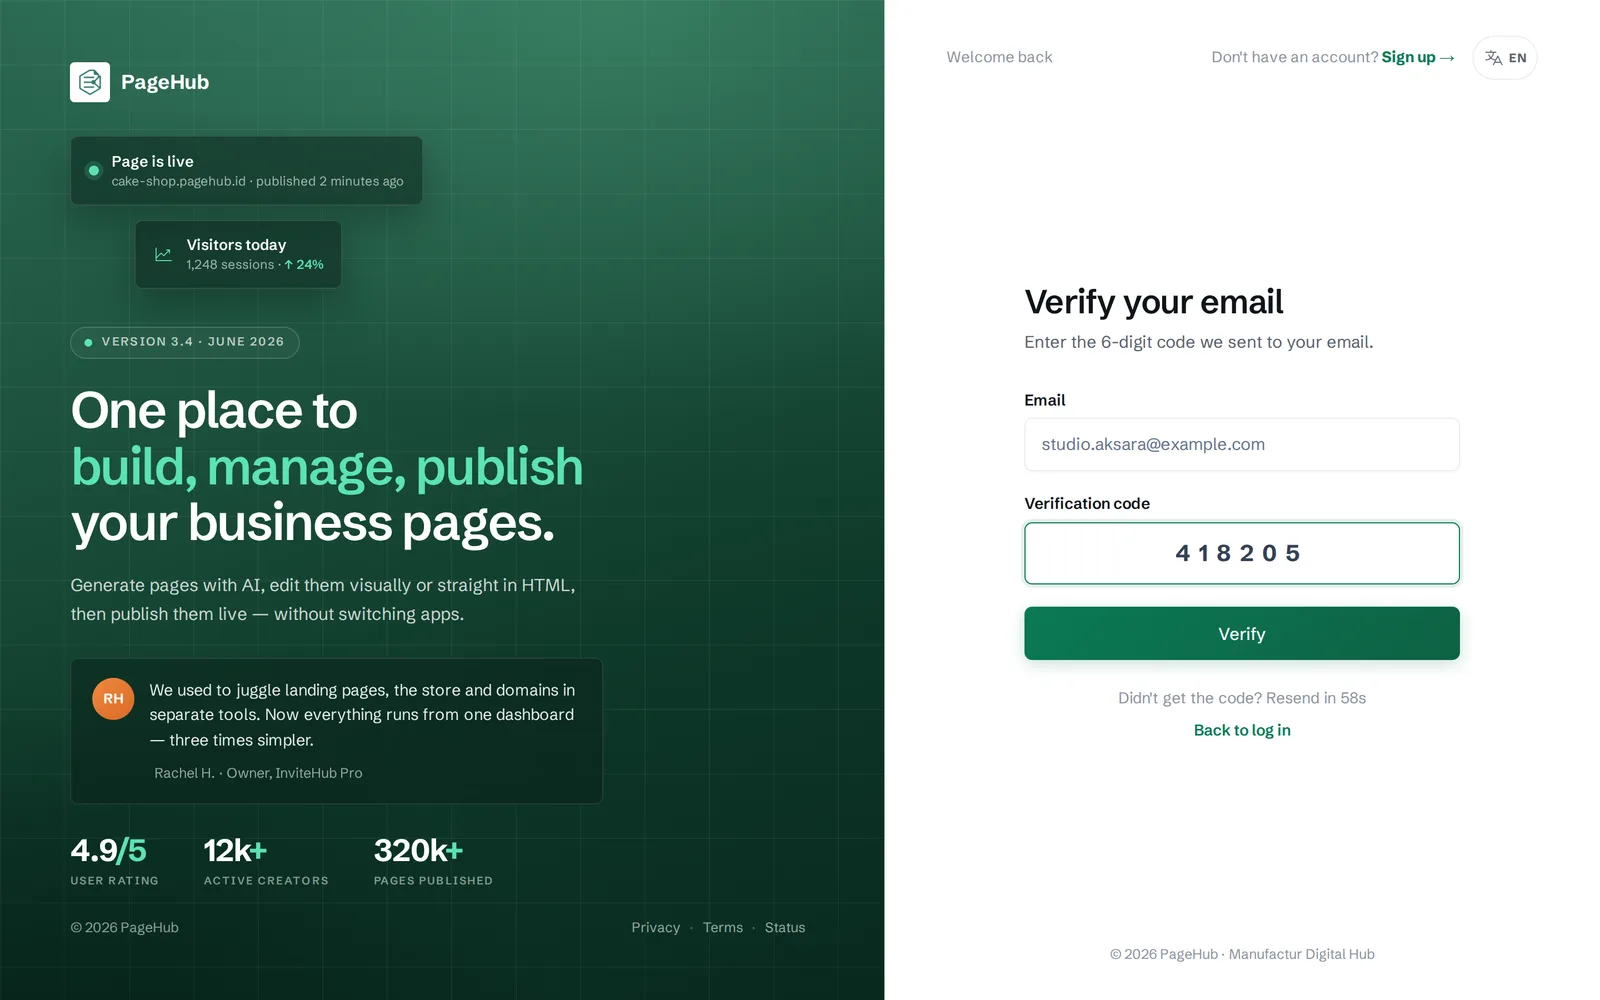 PageHub
Page is live
cake-shop.pagehub.id · published 2 minutes ago
Visitors today
1,248 sessions · ↑ 24%
VERSION 3.4 · JUNE 2026
One place to
build, manage, publish
your business pages.
Generate pages with AI, edit them visually or straight in HTML,
then publish them live — without switching apps.
RH
We used to juggle landing pages, the store and domains in
separate tools. Now everything runs from one dashboard
— three times simpler.
Rachel H. · Owner, InviteHub Pro
4.9/5
USER RATING
12k+
ACTIVE CREATORS
320k+
PAGES PUBLISHED
© 2026 PageHub
Privacy · Terms · Status
Welcome back
Don't have an account? Sign up →
EN
Verify your email
Enter the 6-digit code we sent to your email.
Email
studio.aksara@example.com
Verification code
418205
Verify
Didn't get the code? Resend in 58s
Back to log in
© 2026 PageHub · Manufactur Digital Hub